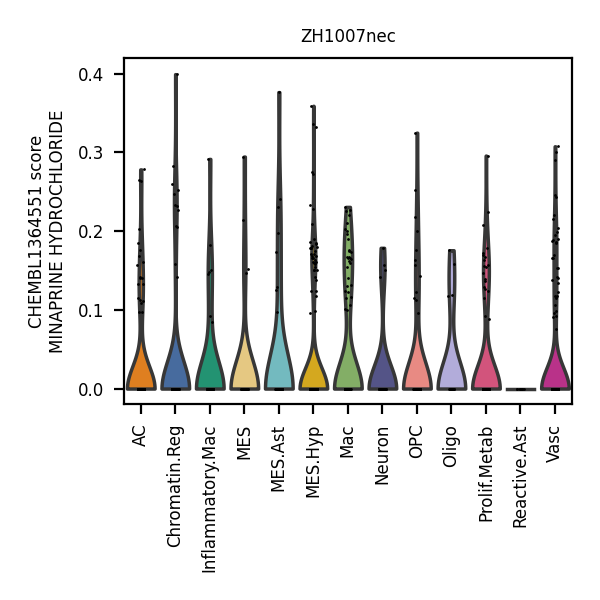 ZH1007nec
CHEMBL1364551 score
MINAPRINE HYDROCHLORIDE
0.4
0.3
0.2
0.1
0.0
AC
Chromatin.Reg
Inflammatory.Mac
MES
MES.Ast
MES.Hyp
Mac
Neuron
OPC
Oligo
Prolif.Metab
Reactive.Ast
Vasc